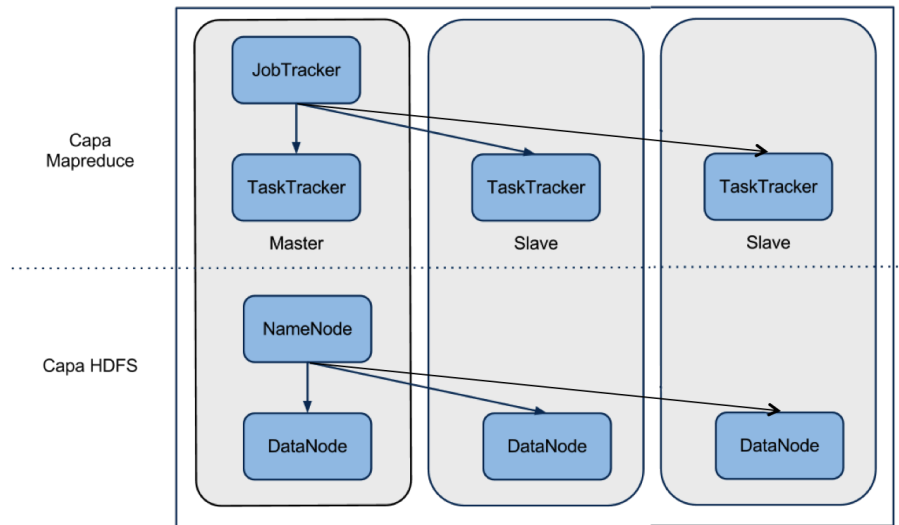 JobTracker
Capa
Mapreduce
TaskTracker
TaskTracker
TaskTracker
Master
Slave
Slave
NameNode
Capa HDFS
DataNode
DataNode
DataNode